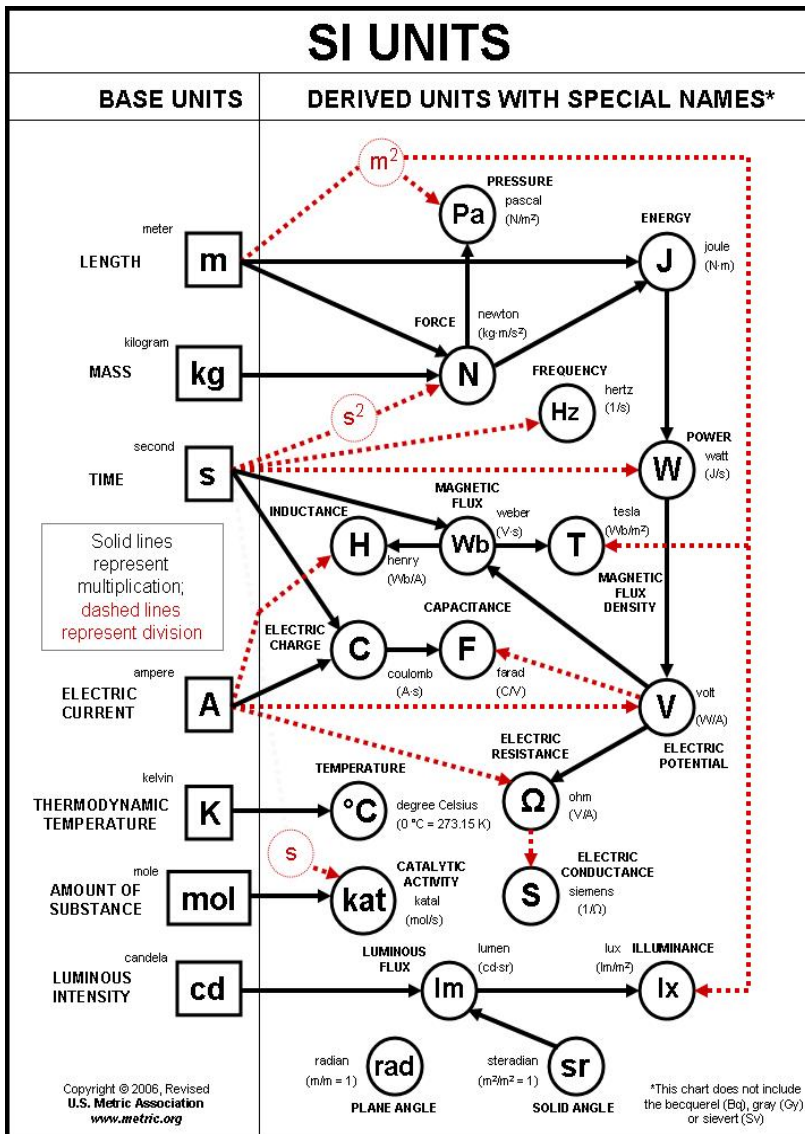 SI UNITS
BASE UNITS
DERIVED UNITS WITH SPECIAL NAMES*
m²
PRESSURE
pascal
(N/m²)
Pa
ENERGY
joule
(N·m)
J
meter
LENGTH
m
FORCE
newton
(kg·m/s²)
N
kilogram
MASS
kg
s²
FREQUENCY
hertz
(1/s)
Hz
second
TIME
s
POWER
watt
(J/s)
W
INDUCTANCE
H
henry
(Wb/A)
MAGNETIC
FLUX
weber
(V·s)
Wb
tesla
(Wb/m²)
T
MAGNETIC
FLUX
DENSITY
Solid lines
represent
multiplication;
dashed lines
represent division
ELECTRIC
CHARGE
C
coulomb
(A·s)
CAPACITANCE
F
farad
(C/V)
ampere
ELECTRIC
CURRENT
A
volt
(W/A)
V
ELECTRIC
POTENTIAL
ELECTRIC
RESISTANCE
Ω
ohm
(V/A)
kelvin
THERMODYNAMIC
TEMPERATURE
K
TEMPERATURE
°C
degree Celsius
(0 °C = 273.15 K)
s
ELECTRIC
CONDUCTANCE
S
siemens
(1/Ω)
mole
AMOUNT OF
SUBSTANCE
mol
CATALYTIC
ACTIVITY
kat
katal
(mol/s)
candela
LUMINOUS
INTENSITY
cd
LUMINOUS
FLUX
lumen
(cd·sr)
lm
lux
(lm/m²)
ILLUMINANCE
lx
radian
(m/m = 1)
rad
PLANE ANGLE
steradian
(m²/m² = 1)
sr
SOLID ANGLE
Copyright © 2006, Revised
U.S. Metric Association
www.metric.org
*This chart does not include
the becquerel (Bq), gray (Gy)
or sievert (Sv)